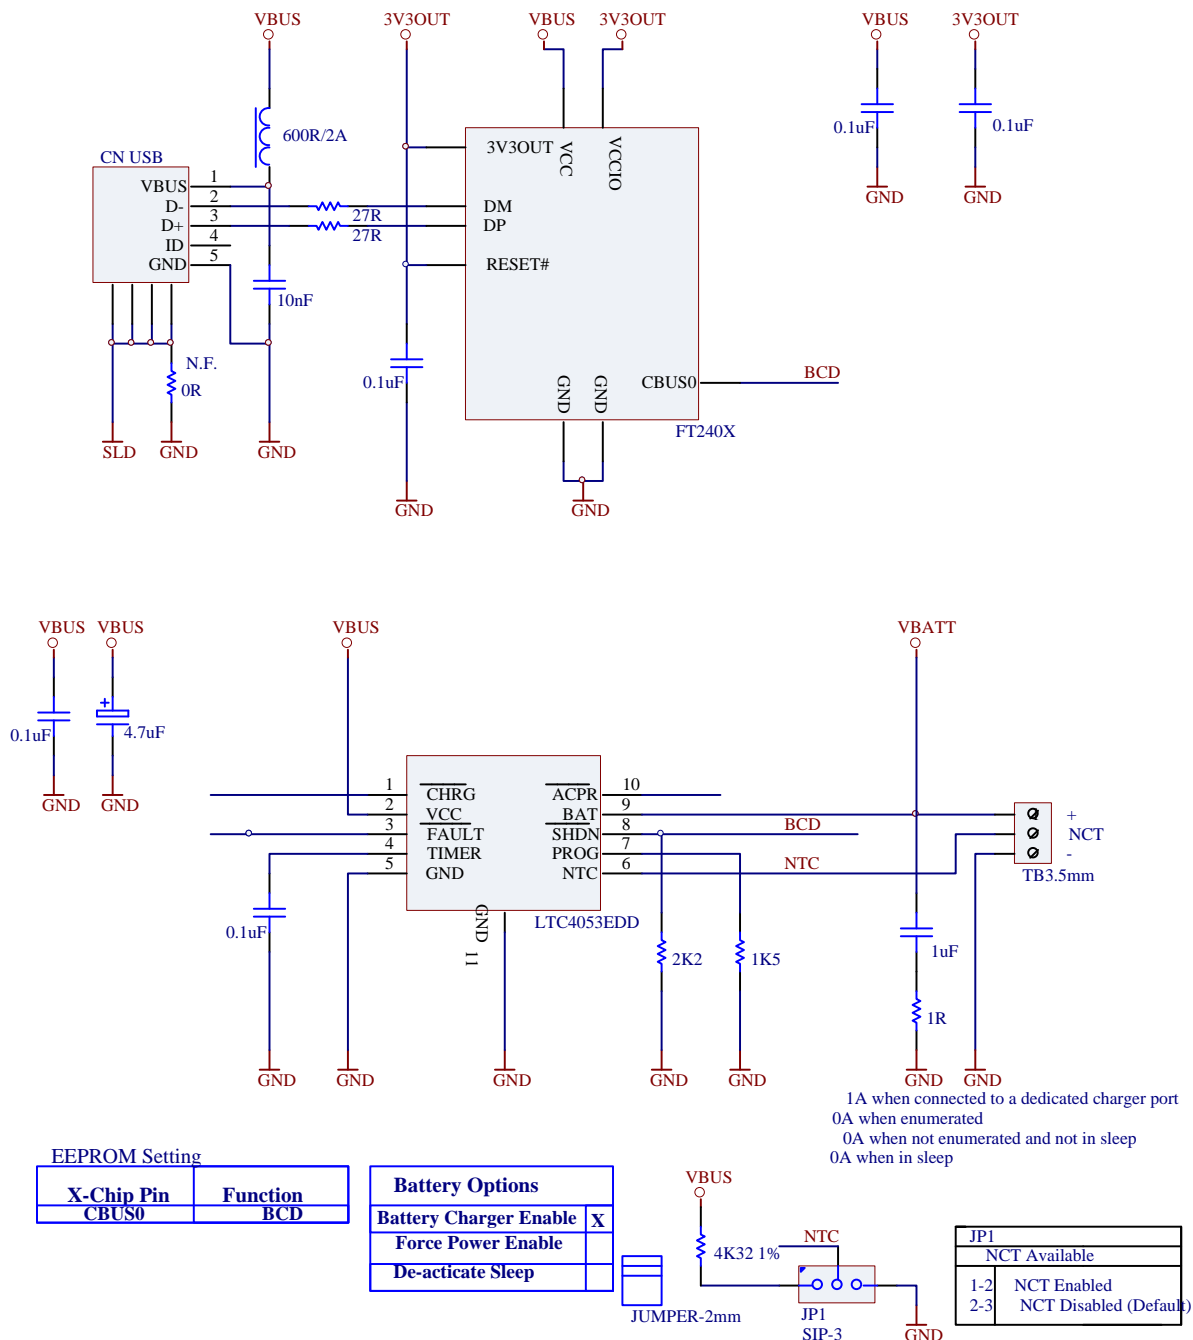 VBUS
3V3OUT
VBUS
3V3OUT
VBUS
3V3OUT
600R/2A
0.1uF
0.1uF
GND
GND
CN USB
VBUS 1
D- 2
D+ 3
ID 4
GND 5
27R
27R
10nF
N.F.
0R
SLD
GND
GND
0.1uF
GND
3V3OUT
VCC
VCCIO
DM
DP
RESET#
GND
GND
CBUS0
BCD
FT240X
GND
VBUS
VBUS
VBUS
VBATT
0.1uF
4.7uF
GND
GND
1 CHRG
2 VCC
3 FAULT
4 TIMER
5 GND
ACPR 10
BAT 9
SHDN 8
PROG 7
NTC 6
GND
11
LTC4053EDD
BCD
NTC
+
NCT
-
TB3.5mm
0.1uF
2K2
1K5
1uF
1R
GND
GND
GND
GND
GND
GND
GND
1A when connected to a dedicated charger port
0A when enumerated
0A when not enumerated and not in sleep
0A when in sleep
EEPROM Setting
X-Chip Pin Function
CBUS0 BCD
Battery Options
Battery Charger Enable X
Force Power Enable
De-acticate Sleep
JUMPER-2mm
VBUS
4K32 1%
NTC
JP1
SIP-3
GND
JP1
NCT Available
1-2 NCT Enabled
2-3 NCT Disabled (Default)